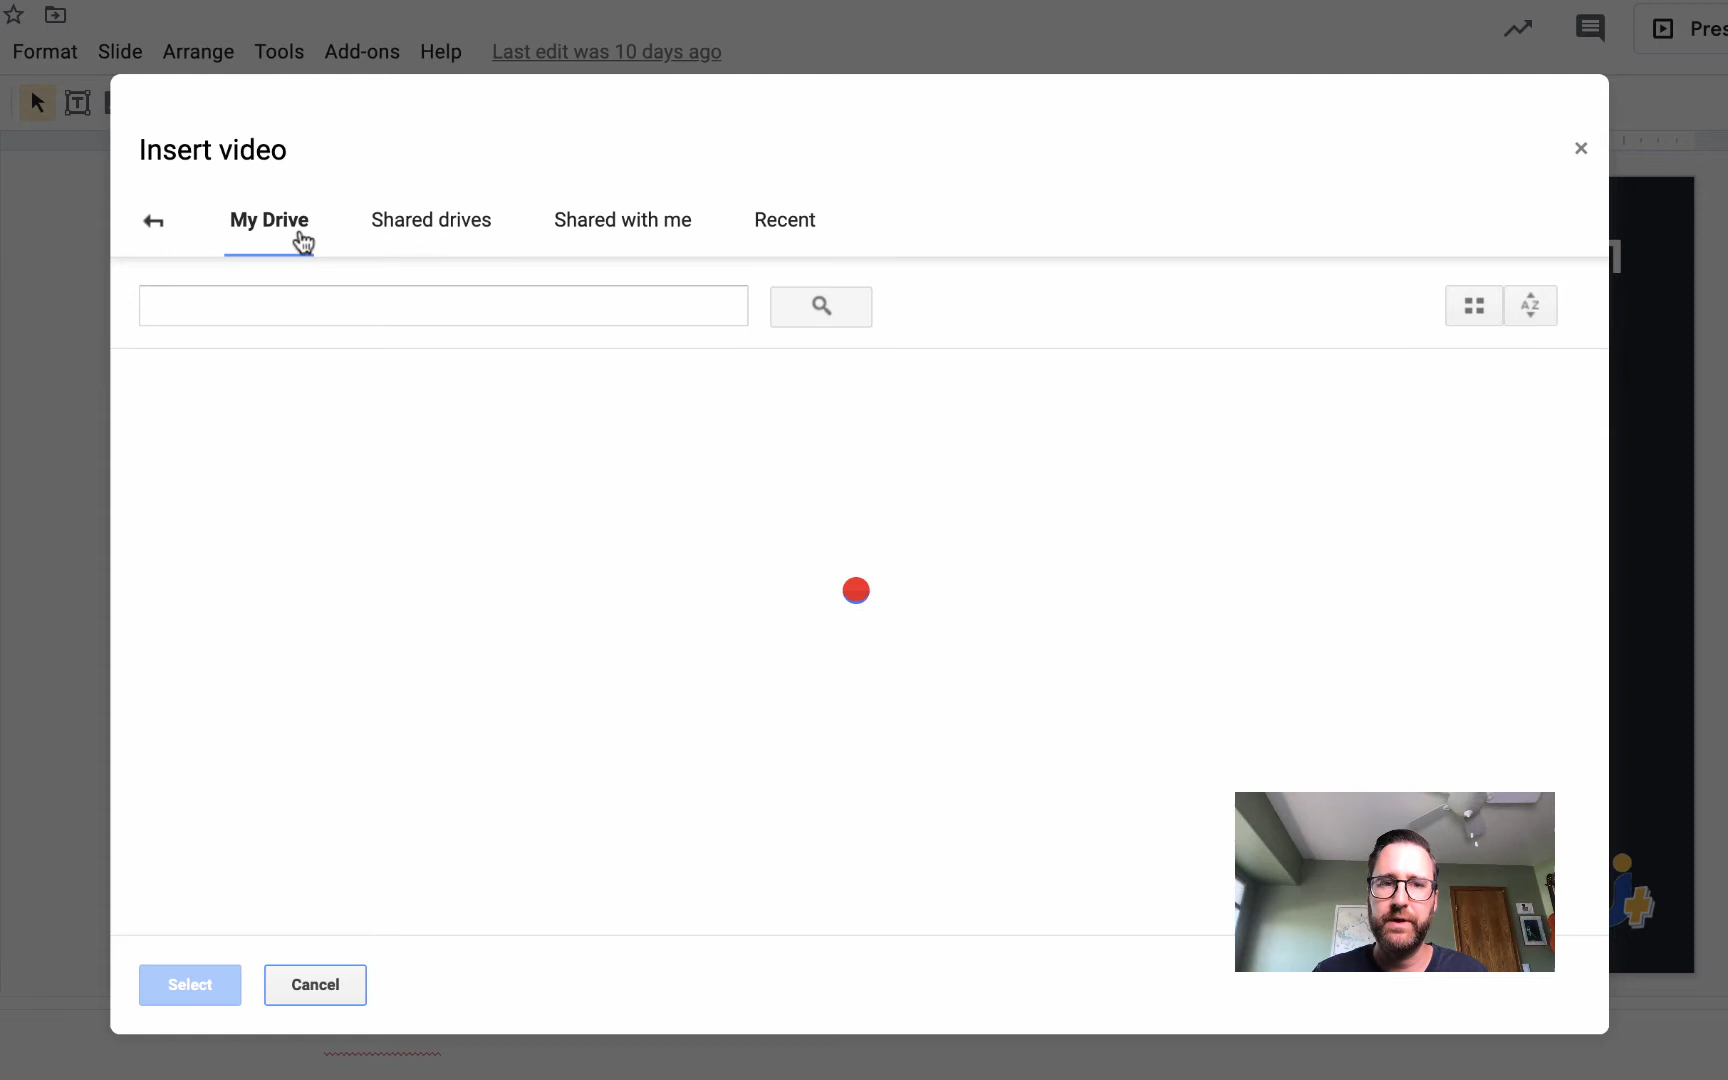 Format Slide Arrange Tools Add-ons Help Last edit was 10 days ago
Insert video
My Drive Shared drives Shared with me Recent
A Z
Select Cancel